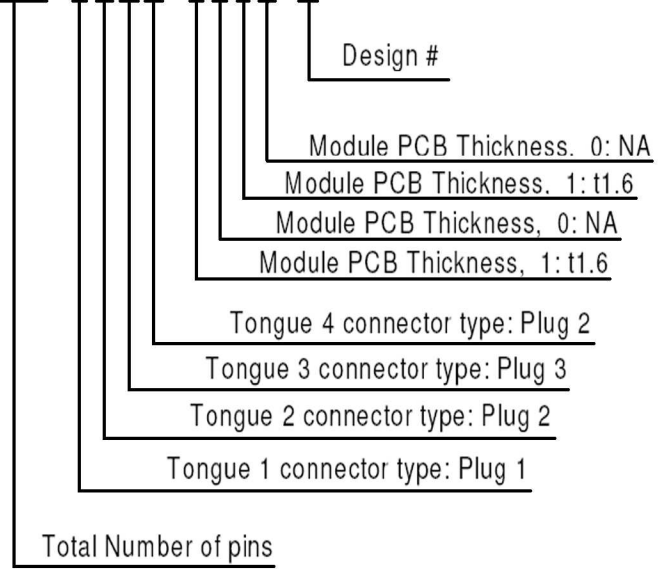 Design #
Module PCB Thickness. 0: NA
Module PCB Thickness. 1: t1.6
Module PCB Thickness, 0: NA
Module PCB Thickness, 1: t1.6
Tongue 4 connector type: Plug 2
Tongue 3 connector type: Plug 3
Tongue 2 connector type: Plug 2
Tongue 1 connector type: Plug 1
Total Number of pins